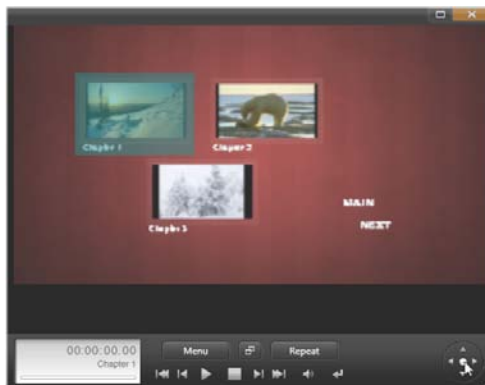 Chapter 1
Chapter 2
Chapter 3
MAIN
NEXT
00:00:00.00
Chapter 1
Menu
Repeat